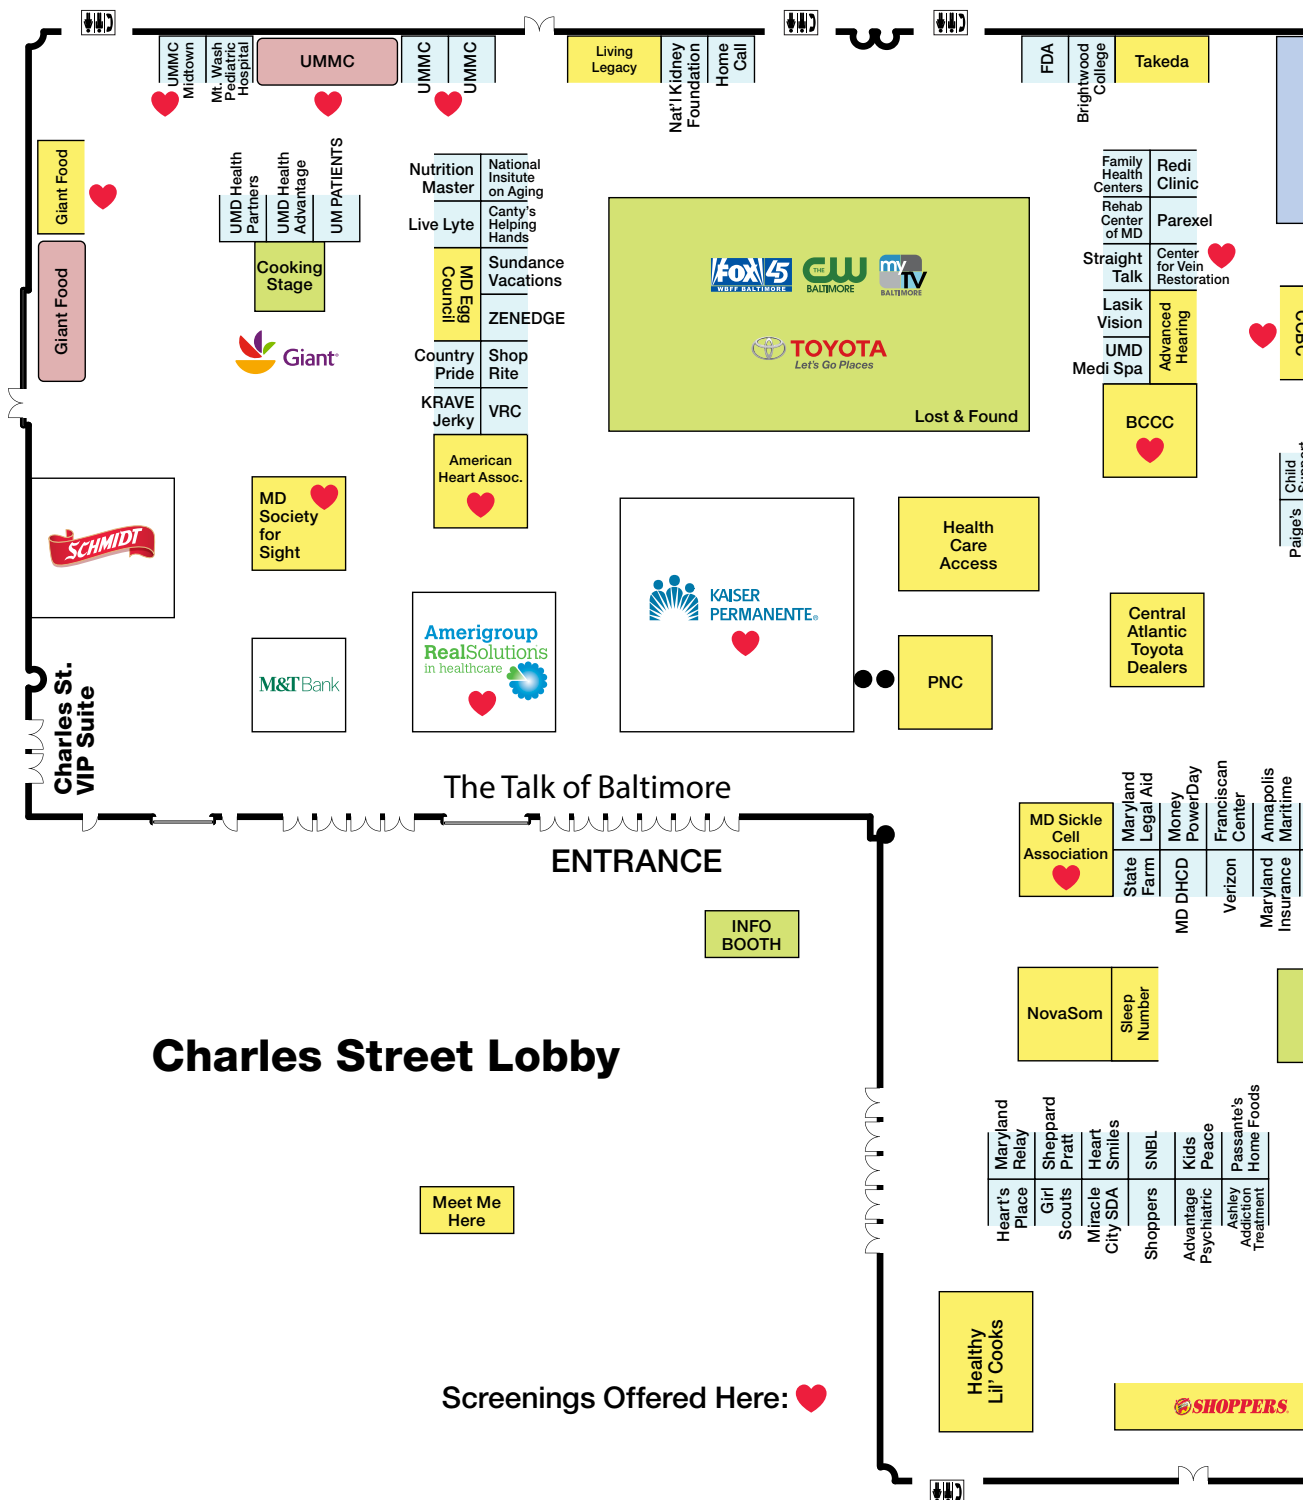 UMMC
Midtown
Mt. Wash
Pediatric
Hospital
UMMC
UMMC
UMMC
Living
Legacy
Nat'l Kidney
Foundation
Home
Call
FDA
Brightwood
College
Takeda
Giant Food
Giant Food
UMD Health
Partners
UMD Health
Advantage
UM PATIENTS
Cooking
Stage
Giant
Nutrition
Master
National
Insitute
on Aging
Live Lyte
Canty's
Helping
Hands
MD Egg
Council
Sundance
Vacations
ZENEDGE
Country
Pride
Shop
Rite
KRAVE
Jerky
VRC
American
Heart Assoc.
FOX 45
WBFF BALTIMORE
THE CW
BALTIMORE
my TV
BALTIMORE
TOYOTA
Let's Go Places
Lost & Found
Family
Health
Centers
Redi
Clinic
Rehab
Center
of MD
Parexel
Straight
Talk
Center
for Vein
Restoration
Lasik
Vision
Advanced
Hearing
UMD
Medi Spa
BCCC
CCBC
Child
Support
Paige's
SCHMIDT
MD
Society
for
Sight
M&T Bank
Amerigroup
RealSolutions
in healthcare
KAISER
PERMANENTE®
Health
Care
Access
PNC
Central
Atlantic
Toyota
Dealers
Charles St.
VIP Suite
The Talk of Baltimore
ENTRANCE
INFO
BOOTH
MD Sickle
Cell
Association
Maryland
Legal Aid
Money
PowerDay
Franciscan
Center
Annapolis
Maritime
State
Farm
MD DHCD
Verizon
Maryland
Insurance
NovaSom
Sleep
Number
Charles Street Lobby
Meet Me
Here
Maryland
Relay
Sheppard
Pratt
Heart
Smiles
SNBL
Kids
Peace
Passante's
Home Foods
Heart's
Place
Girl
Scouts
Miracle
City SDA
Shoppers
Advantage
Psychiatric
Ashley
Addiction
Treatment
Healthy
Lil' Cooks
SHOPPERS
Screenings Offered Here: